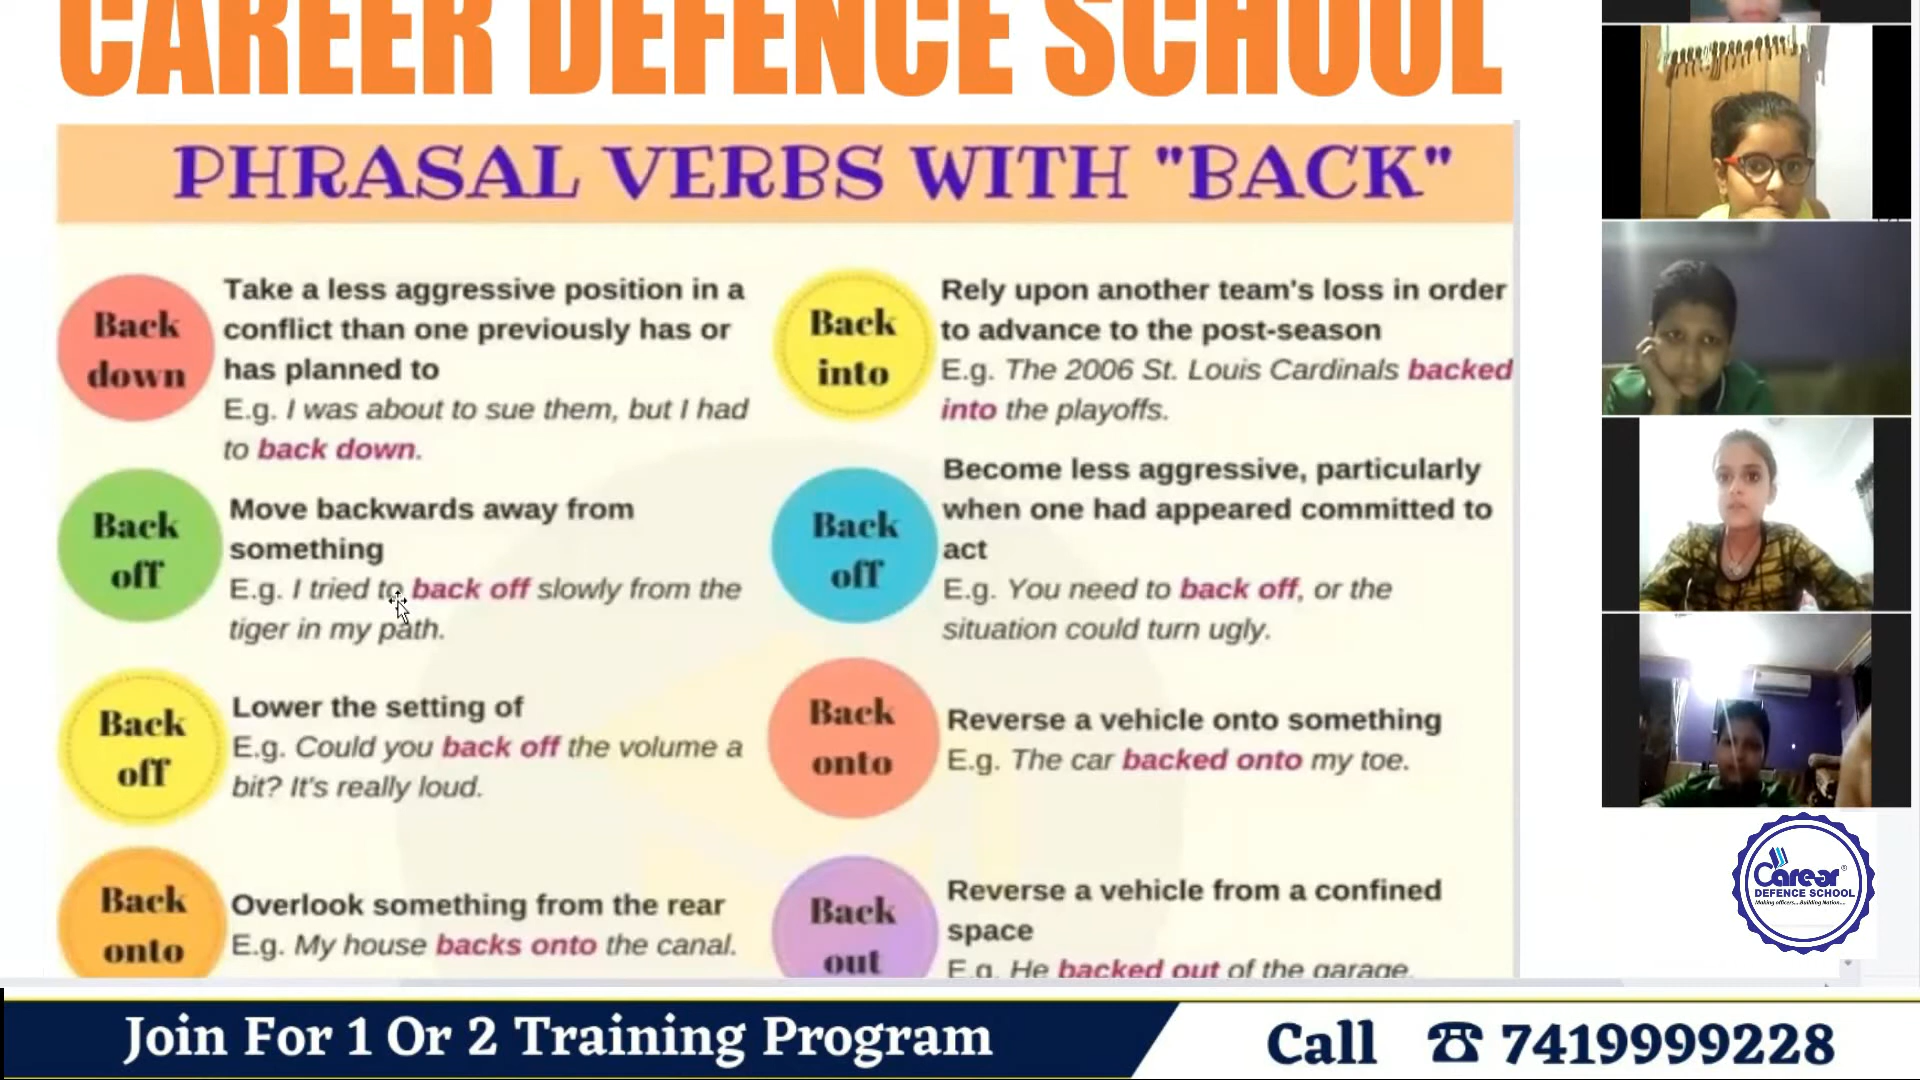 CAREER DEFENCE SCHOOL
PHRASAL VERBS WITH "BACK"
Back
down
Take a less aggressive position in a
conflict than one previously has or
has planned to
E.g. I was about to sue them, but I had
to back down.
Back
into
Rely upon another team's loss in order
to advance to the post-season
E.g. The 2006 St. Louis Cardinals backed
into the playoffs.
Back
off
Move backwards away from
something
E.g. I tried to back off slowly from the
tiger in my path.
Back
off
Become less aggressive, particularly
when one had appeared committed to
act
E.g. You need to back off, or the
situation could turn ugly.
Back
off
Lower the setting of
E.g. Could you back off the volume a
bit? It's really loud.
Back
onto
Reverse a vehicle onto something
E.g. The car backed onto my toe.
Back
onto
Overlook something from the rear
E.g. My house backs onto the canal.
Back
out
Reverse a vehicle from a confined
space
E.g. He backed out of the garage.
Career®
DEFENCE SCHOOL
Making officers...Building Nation...
Join For 1 Or 2 Training Program
Call ☎ 7419999228